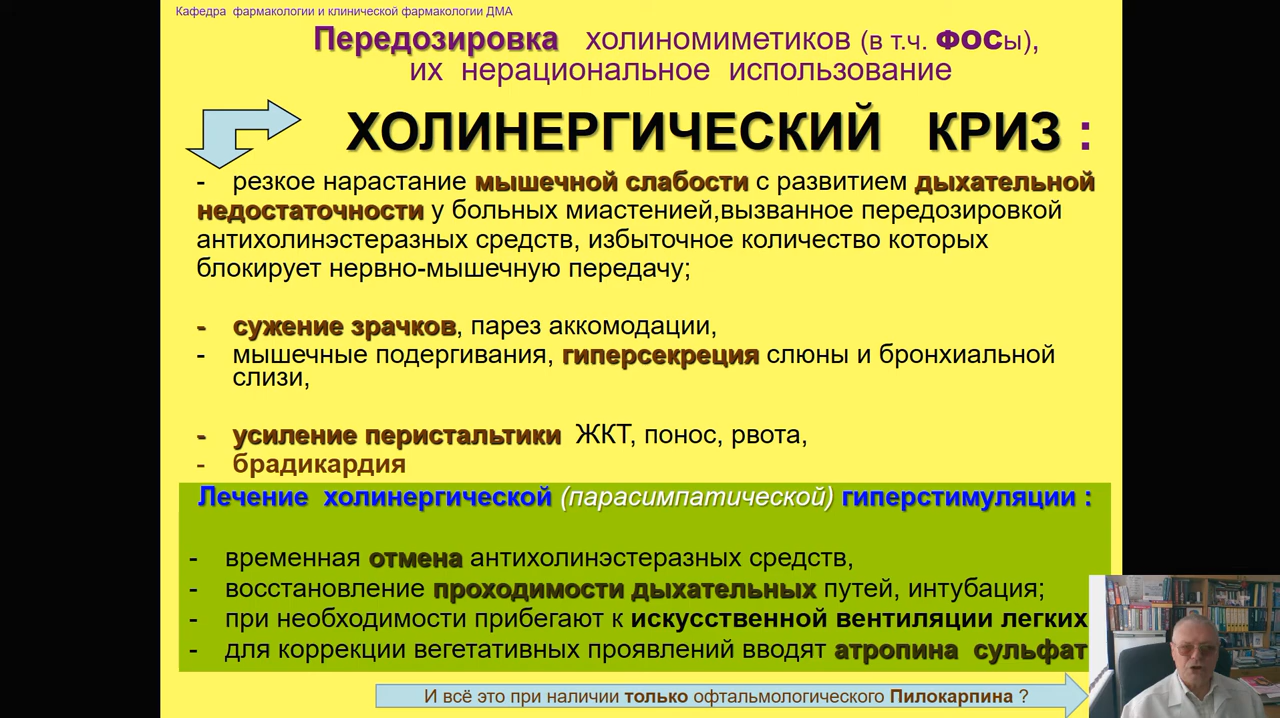 Кафедра фармакологии и клинической фармакологии ДМА
Передозировка холиномиметиков (в т.ч. ФОСы),
их нерациональное использование
ХОЛИНЕРГИЧЕСКИЙ КРИЗ :
- резкое нарастание мышечной слабости с развитием дыхательной
недостаточности у больных миастенией,вызванное передозировкой
антихолинэстеразных средств, избыточное количество которых
блокирует нервно-мышечную передачу;
- сужение зрачков, парез аккомодации,
- мышечные подергивания, гиперсекреция слюны и бронхиальной
слизи,
- усиление перистальтики ЖКТ, понос, рвота,
- брадикардия
Лечение холинергической (парасимпатической) гиперстимуляции :
- временная отмена антихолинэстеразных средств,
- восстановление проходимости дыхательных путей, интубация;
- при необходимости прибегают к искусственной вентиляции легких
- для коррекции вегетативных проявлений вводят атропина сульфат
И всё это при наличии только офтальмологического Пилокарпина ?